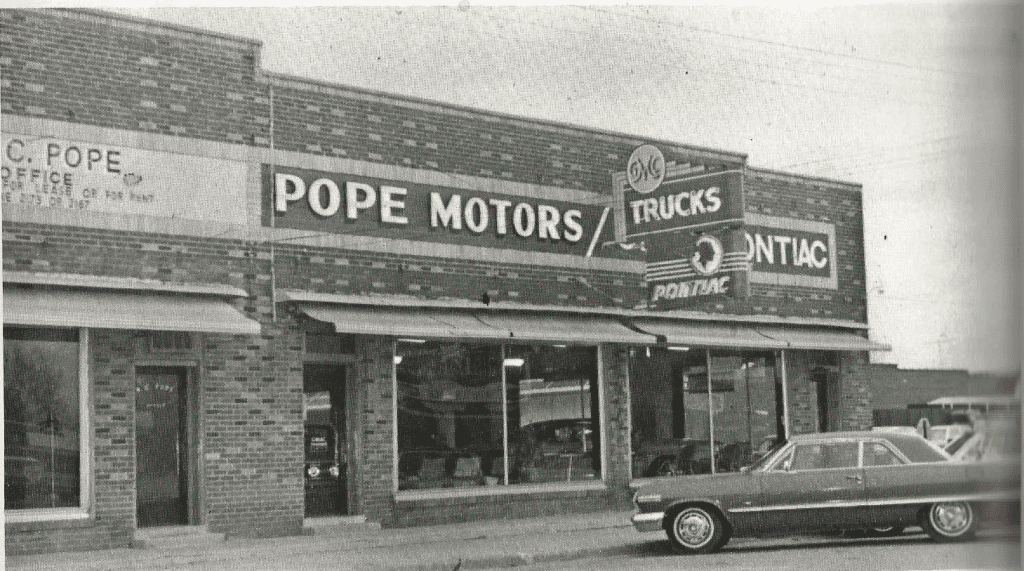 C. POPE
OFFICE
FOR LEASE OR FOR RENT
POPE MOTORS /
GMC
TRUCKS
PONTIAC
ONTIAC